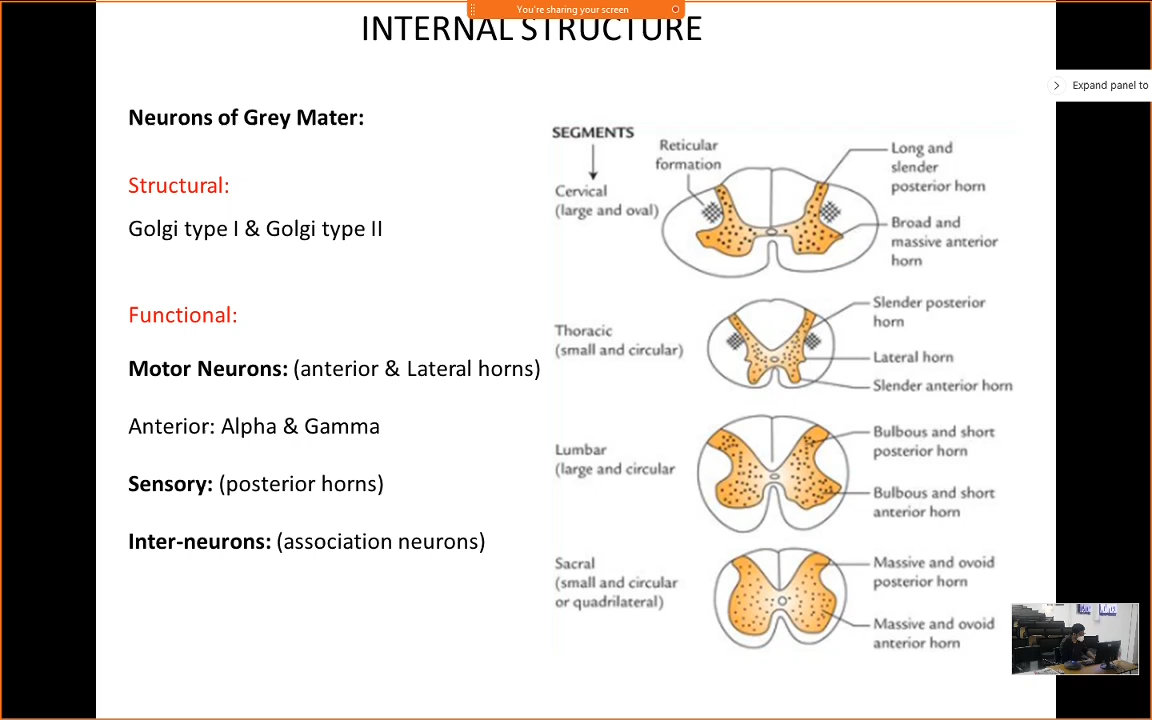 You're sharing your screen
INTERNAL STRUCTURE
Expand panel to
Neurons of Grey Mater:
Structural:
Golgi type I & Golgi type II
Functional:
Motor Neurons: (anterior & Lateral horns)
Anterior: Alpha & Gamma
Sensory: (posterior horns)
Inter-neurons: (association neurons)
SEGMENTS
Reticular
formation
Long and
slender
posterior horn
Cervical
(large and oval)
Broad and
massive anterior
horn
Slender posterior
horn
Thoracic
(small and circular)
Lateral horn
Slender anterior horn
Bulbous and short
posterior horn
Lumbar
(large and circular
Bulbous and short
anterior horn
Sacral
(small and circular
or quadrilateral)
Massive and ovoid
posterior horn
Massive and ovoid
anterior horn